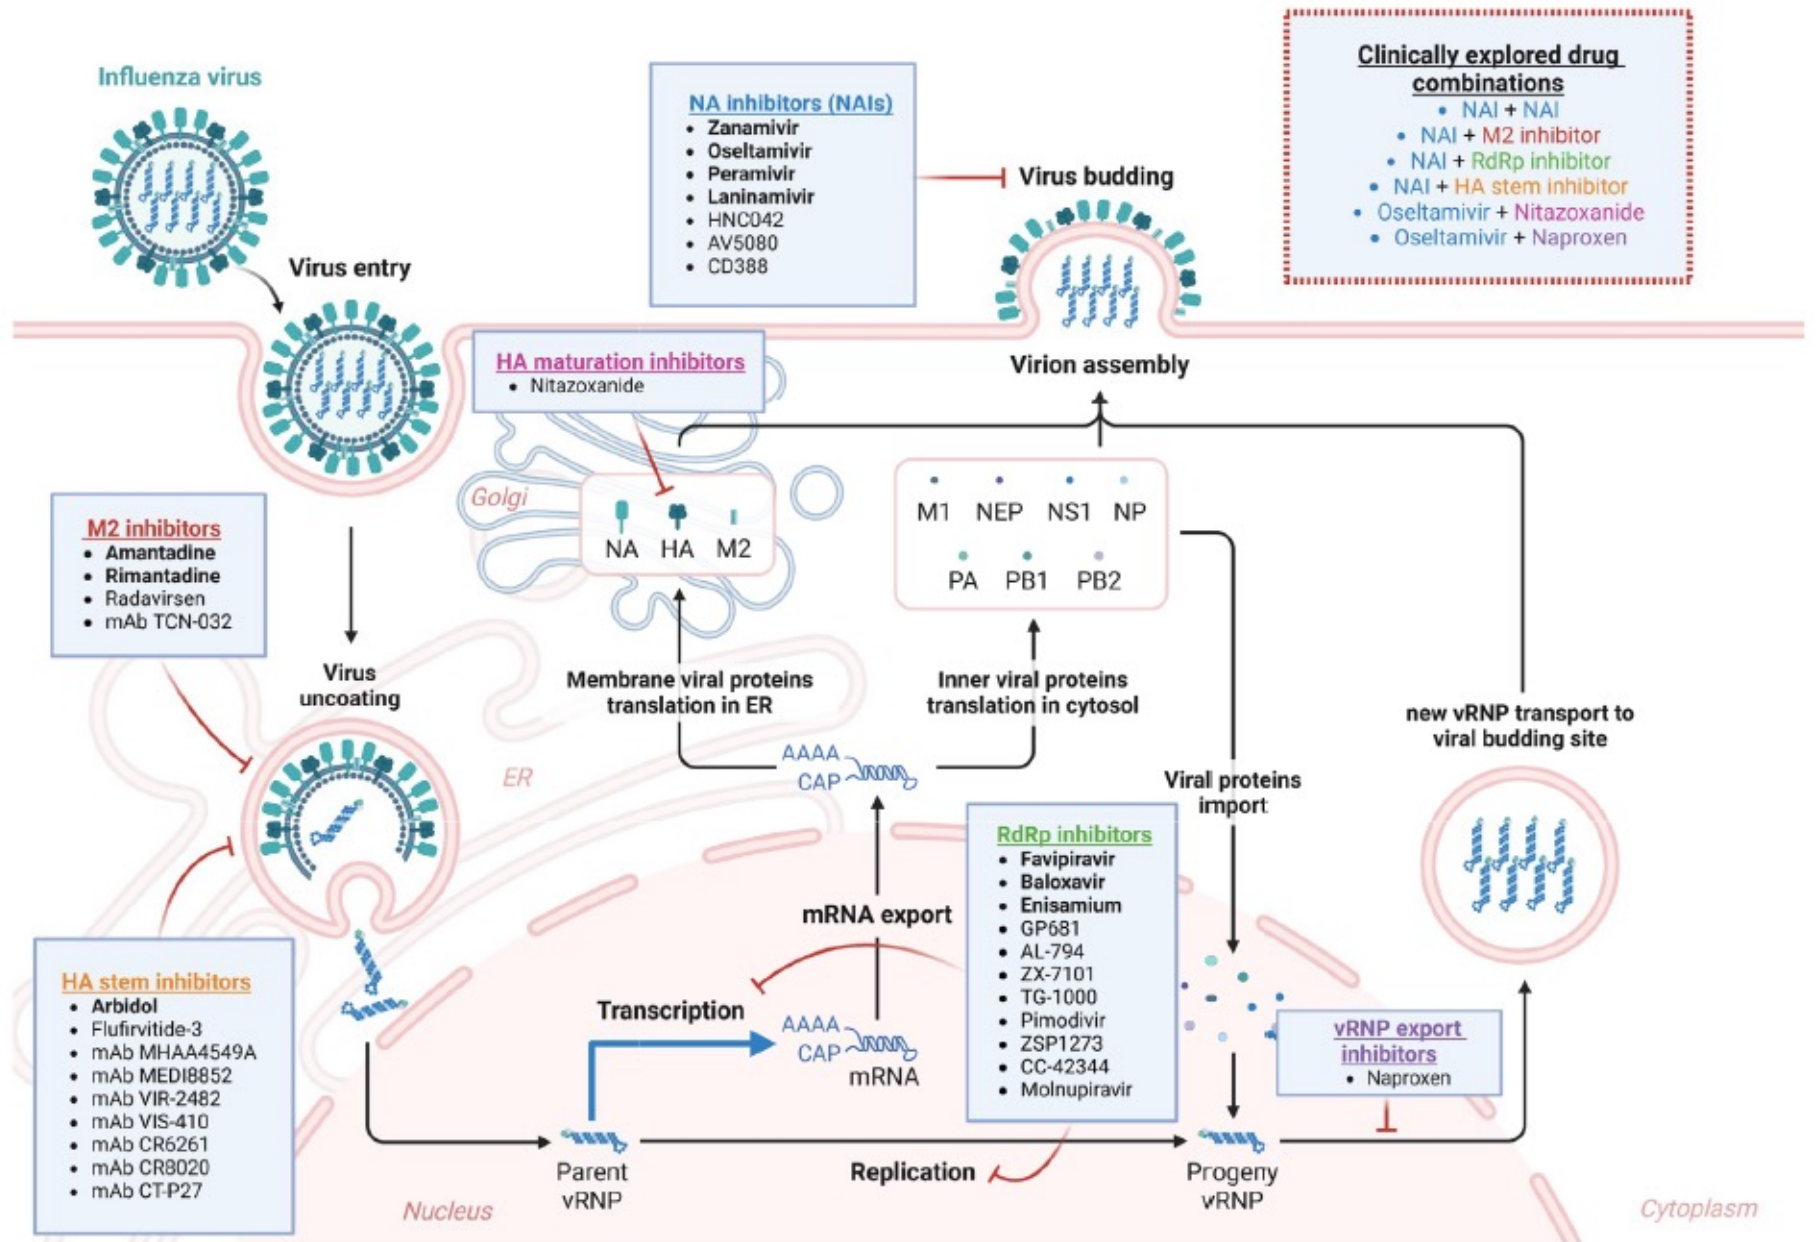 Influenza virus
Virus entry
NA inhibitors (NAIs)
• Zanamivir
• Oseltamivir
• Peramivir
• Laninamivir
• HNC042
• AV5080
• CD388
Virus budding
Clinically explored drug
combinations
• NAI + NAI
• NAI + M2 inhibitor
• NAI + RdRp inhibitor
• NAI + HA stem inhibitor
• Oseltamivir + Nitazoxanide
• Oseltamivir + Naproxen
HA maturation inhibitors
• Nitazoxanide
Virion assembly
Golgi
NA HA M2
M1 NEP NS1 NP
PA PB1 PB2
M2 inhibitors
• Amantadine
• Rimantadine
• Radavirsen
• mAb TCN-032
Virus
uncoating
Membrane viral proteins
translation in ER
Inner viral proteins
translation in cytosol
new vRNP transport to
viral budding site
ER
AAAA
CAP
Viral proteins
import
RdRp inhibitors
• Favipiravir
• Baloxavir
• Enisamium
• GP681
• AL-794
• ZX-7101
• TG-1000
• Pimodivir
• ZSP1273
• CC-42344
• Molnupiravir
mRNA export
HA stem inhibitors
• Arbidol
• Flufirvitide-3
• mAb MHAA4549A
• mAb MEDI8852
• mAb VIR-2482
• mAb VIS-410
• mAb CR6261
• mAb CR8020
• mAb CT-P27
Transcription
AAAA
CAP
mRNA
vRNP export
inhibitors
• Naproxen
Parent
vRNP
Replication
Progeny
vRNP
Nucleus
Cytoplasm